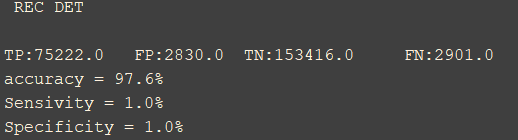 REC DET
TP:75222.0 FP:2830.0 TN:153416.0 FN:2901.0
accuracy = 97.6%
Sensivity = 1.0%
Specificity = 1.0%